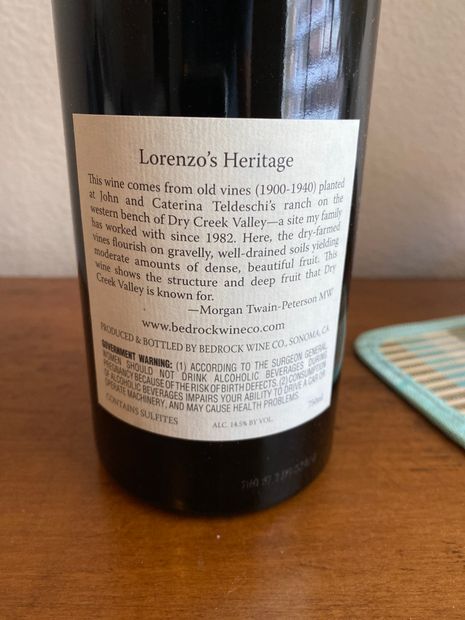 Lorenzo's Heritage
This wine comes from old vines (1900-1940) planted
at John and Caterina Teldeschi's ranch on the
western bench of Dry Creek Valley—a site my family
has worked with since 1982. Here, the dry-farmed
vines flourish on gravelly, well-drained soils yielding
moderate amounts of dense, beautiful fruit. This
wine shows the structure and deep fruit that Dry
Creek Valley is known for.
—Morgan Twain-Peterson MW
www.bedrockwineco.com
PRODUCED & BOTTLED BY BEDROCK WINE CO., SONOMA, CA
GOVERNMENT WARNING: (1) ACCORDING TO THE SURGEON GENERAL,
WOMEN SHOULD NOT DRINK ALCOHOLIC BEVERAGES DURING
PREGNANCY BECAUSE OF THE RISK OF BIRTH DEFECTS. (2) CONSUMPTION
OF ALCOHOLIC BEVERAGES IMPAIRS YOUR ABILITY TO DRIVE A CAR OR
OPERATE MACHINERY, AND MAY CAUSE HEALTH PROBLEMS.
CONTAINS SULFITES ALC. 14.5% BY VOL. 750ml